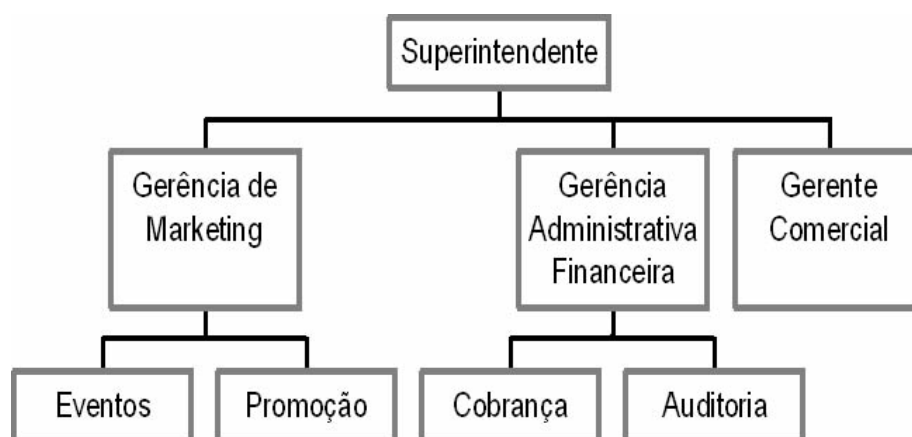 Superintendente
Gerência de
Marketing
Gerência
Administrativa
Financeira
Gerente
Comercial
Eventos
Promoção
Cobrança
Auditoria